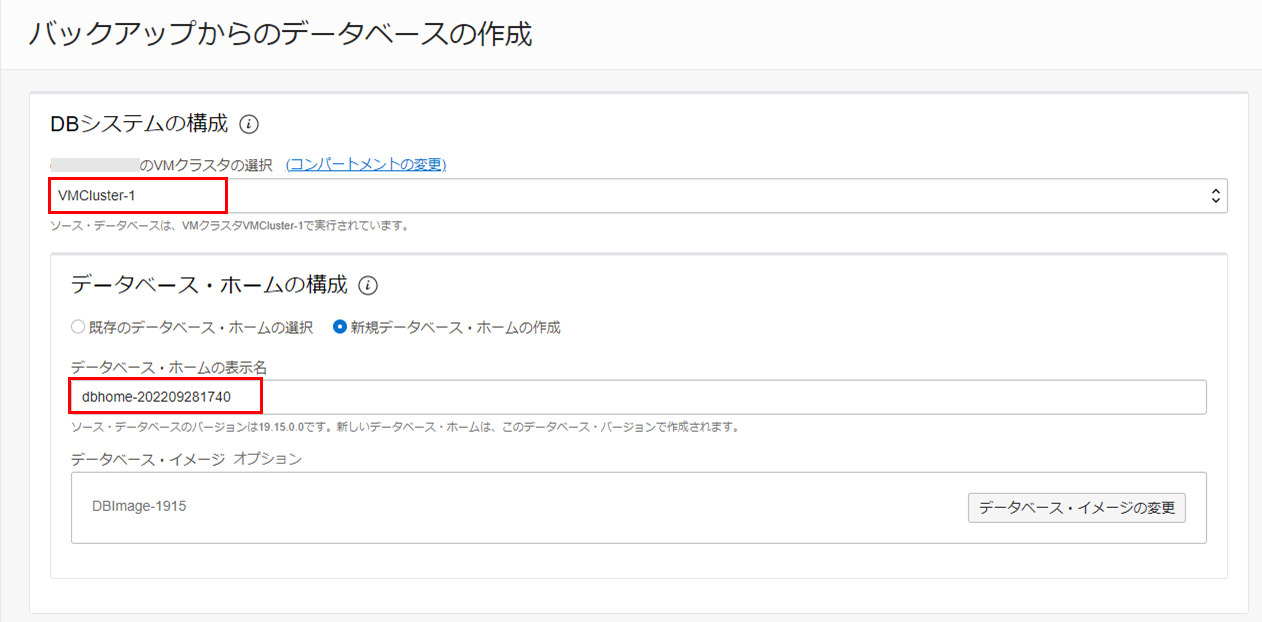 バックアップからのデータベースの作成
DBシステムの構成
のVMクラスタの選択 (コンパートメントの変更)
VMCluster-1
ソース・データベースは、VMクラスタVMCluster-1で実行されています。
データベース・ホームの構成
既存のデータベース・ホームの選択 新規データベース・ホームの作成
データベース・ホームの表示名
dbhome-202209281740
ソース・データベースのバージョンは19.15.0.0です。新しいデータベース・ホームは、このデータベース・バージョンで作成されます。
データベース・イメージ オプション
DBImage-1915 データベース・イメージの変更